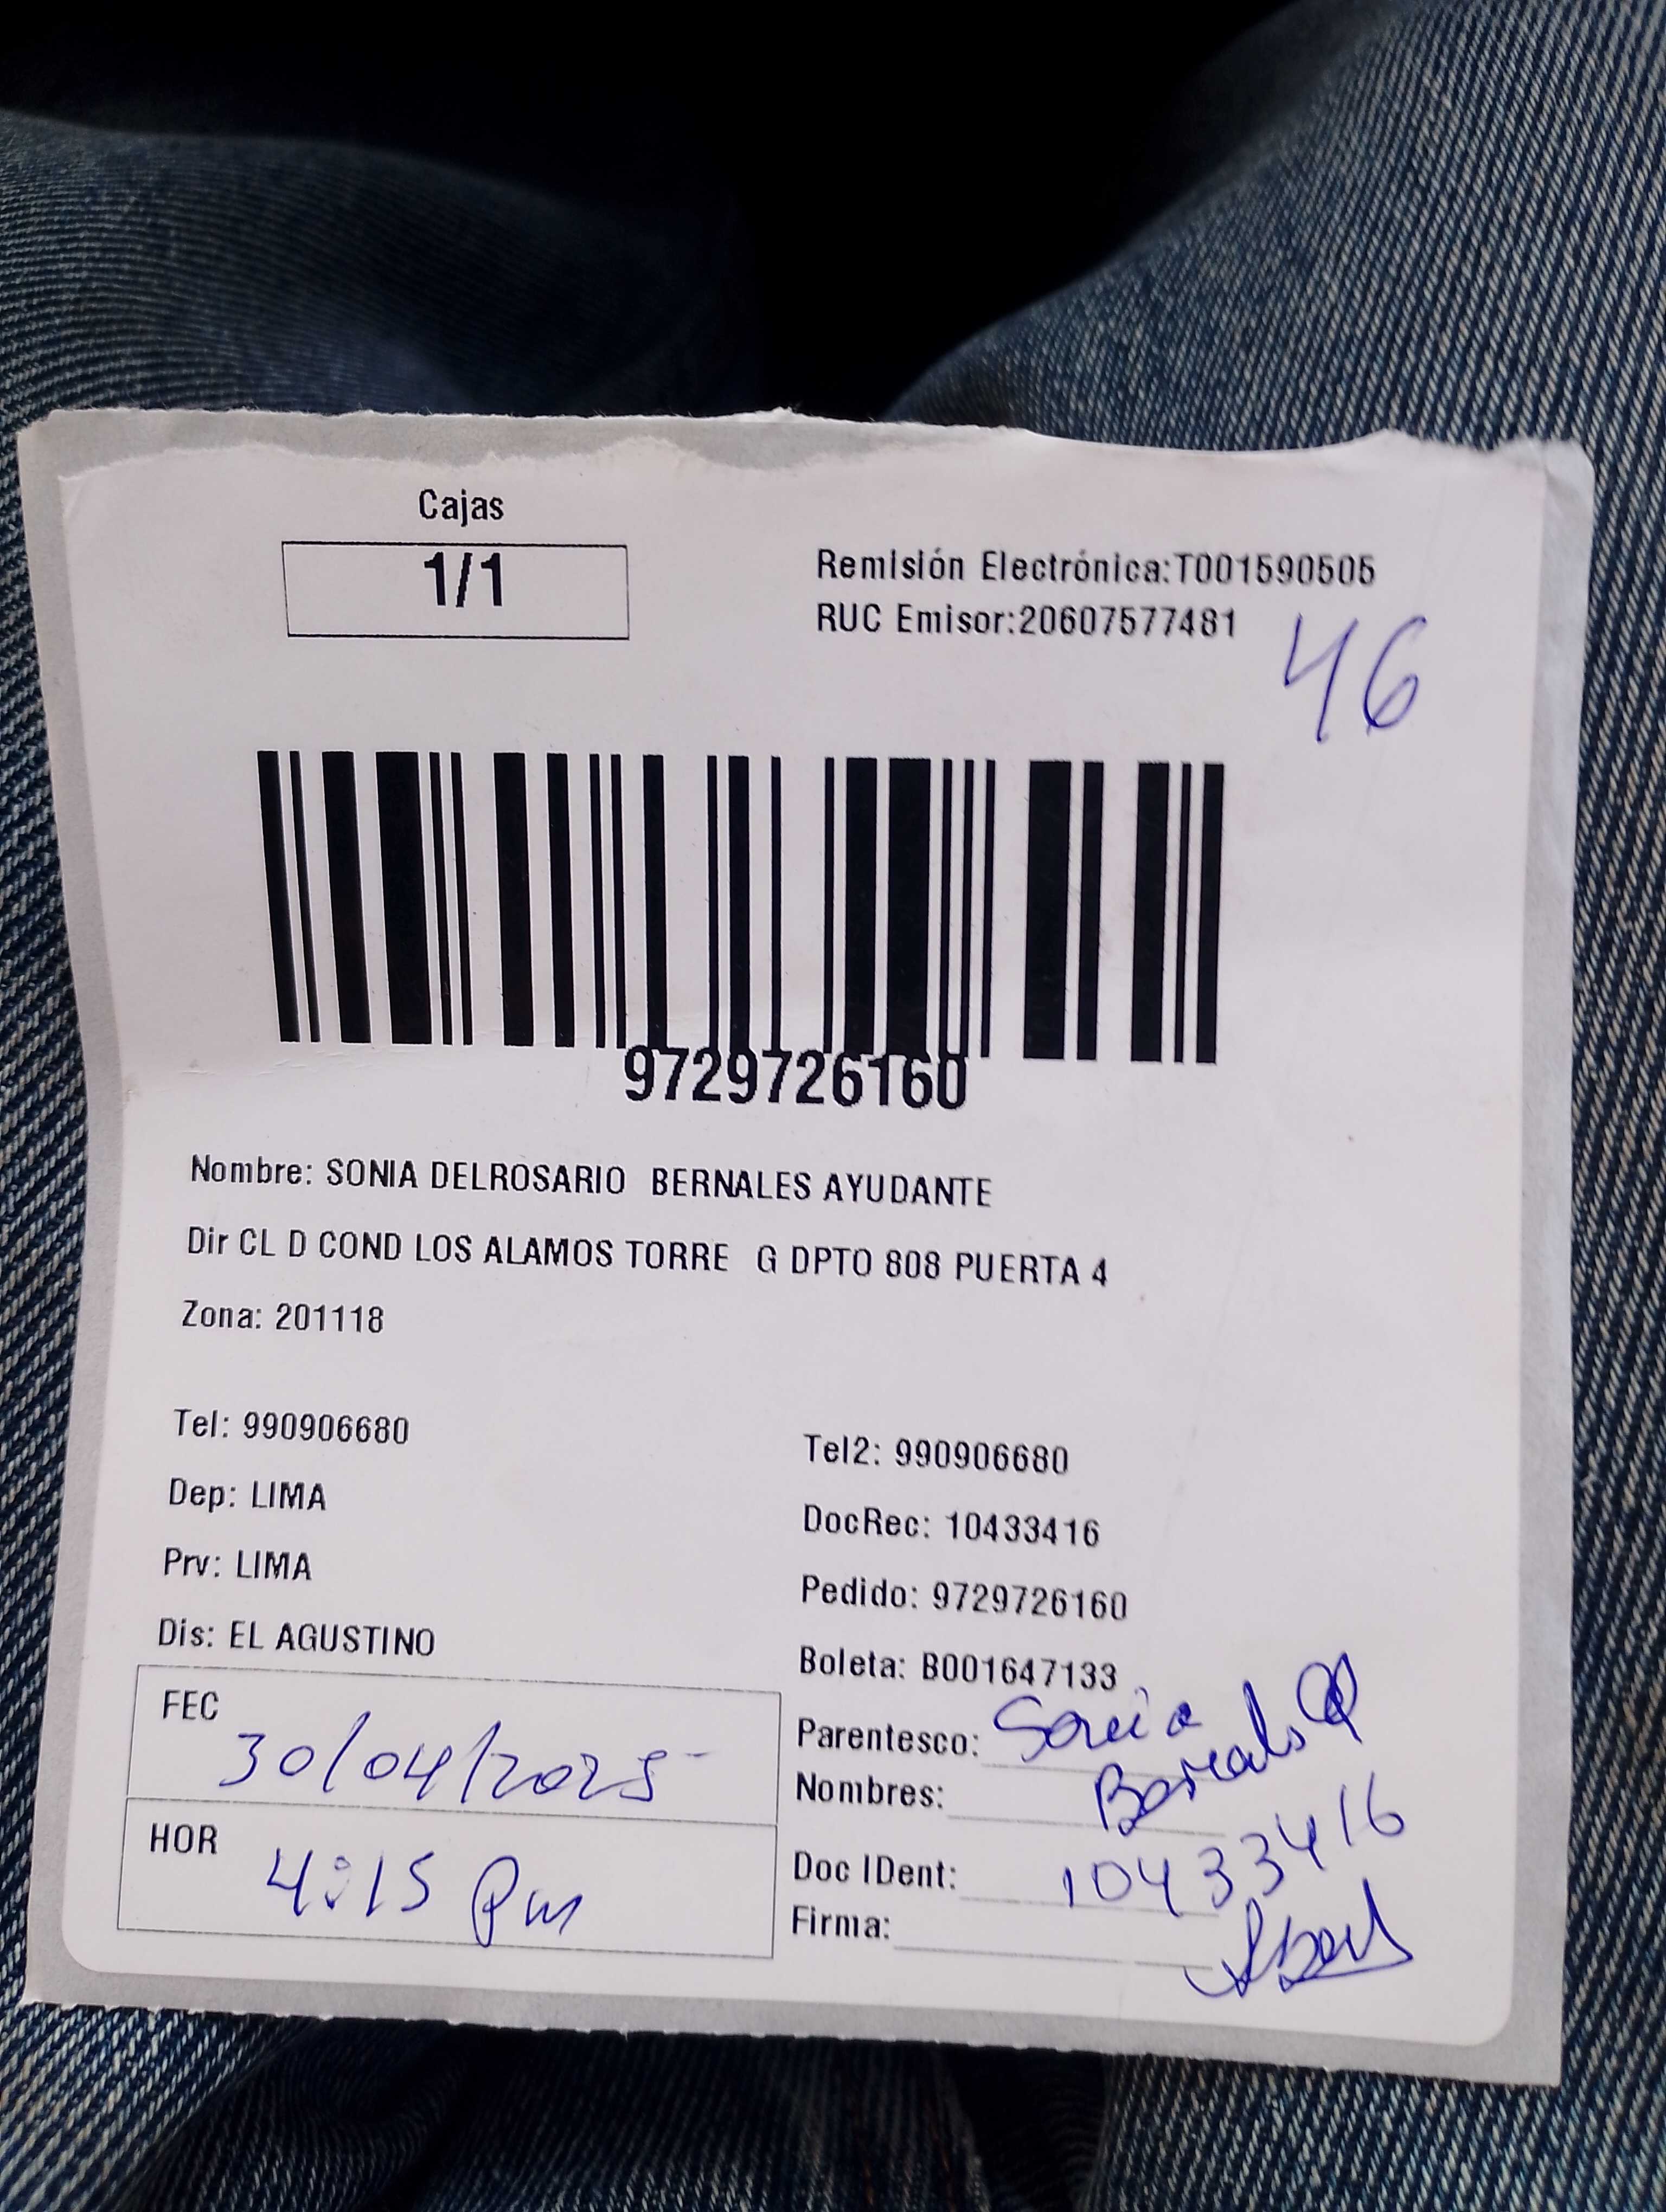 Cajas
1/1
Remisión Electrónica:T001590505
RUC Emisor:20607577481
46
9729726160
Nombre: SONIA DELROSARIO BERNALES AYUDANTE
Dir CL D COND LOS ALAMOS TORRE G DPTO 808 PUERTA 4
Zona: 201118
Tel: 990906680
Tel2: 990906680
Dep: LIMA
DocRec: 10433416
Prv: LIMA
Pedido: 9729726160
Dis: EL AGUSTINO
Boleta: B001647133
FEC 30/04/2025
Parentesco: Sonia
Nombres: Bernales
HOR 4:15 Pm
Doc IDent: 10433416
Firma: